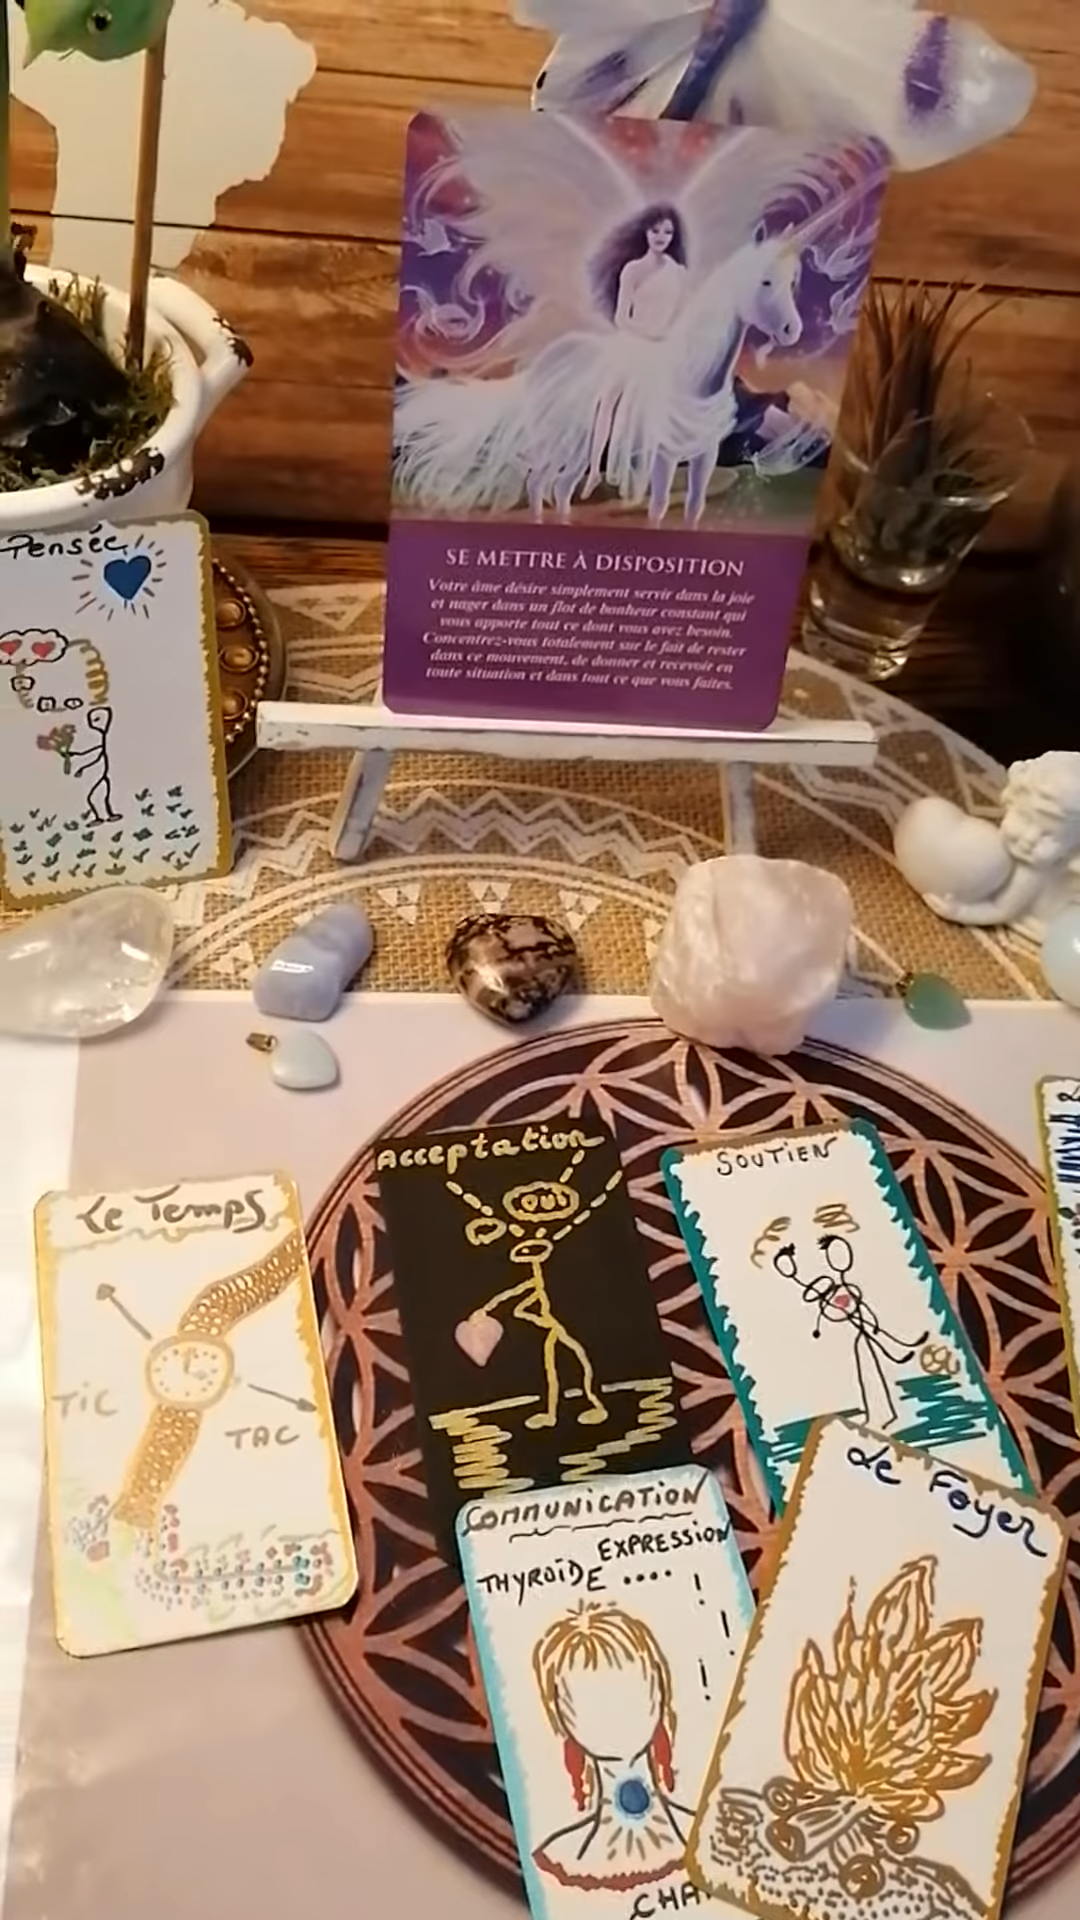 Pensée
SE METTRE À DISPOSITION
Votre âme désire simplement servir dans la joie
et nager dans un flot de bonheur constant qui
vous apporte tout ce dont vous avez besoin.
Concentrez-vous totalement sur le fait de rester
dans ce mouvement, de donner et recevoir en
toute situation et dans tout ce que vous faites.
Acceptation
OUI
SOUTIEN
Le Temps
TIC
TAC
COMMUNICATION
EXPRESSION
THYROÏDE ....
Le Foyer